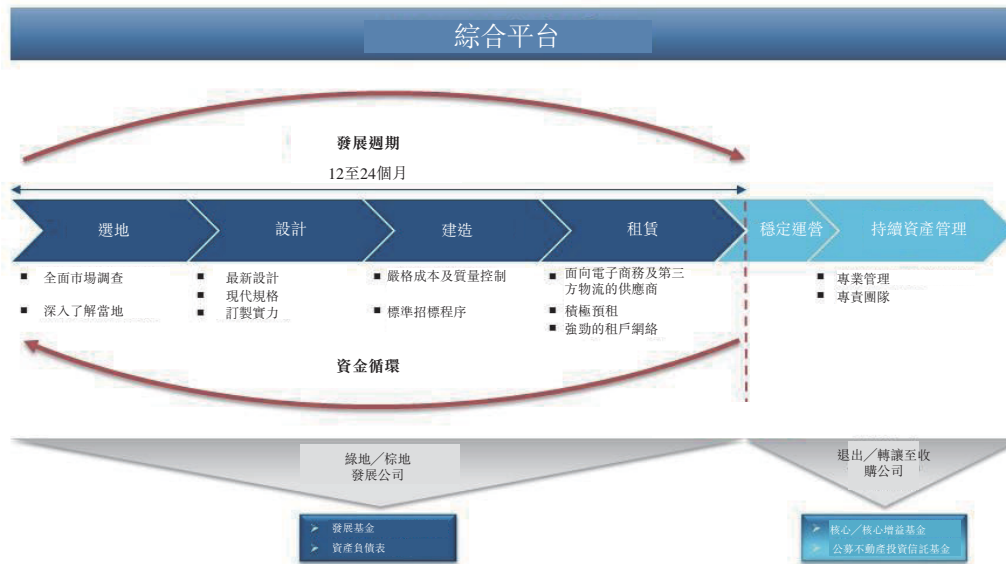 綜合平台
發展週期
12至24個月
選地
設計
建造
租賃
穩定運營
持續資產管理
全面市場調查
深入了解當地
最新設計
現代規格
訂製實力
嚴格成本及質量控制
標準招標程序
面向電子商務及第三
方物流的供應商
積極預租
強勁的租戶網絡
專業管理
專責團隊
資金循環
綠地／棕地
發展公司
退出／轉讓至收
購公司
發展基金
資產負債表
核心／核心增益基金
公募不動產投資信託基金